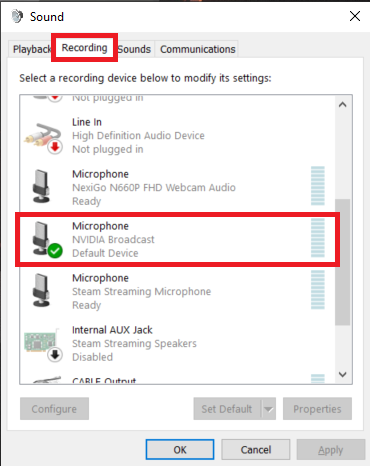 Sound
Playback Recording Sounds Communications
Select a recording device below to modify its settings:
Not plugged in
Line In
High Definition Audio Device
Not plugged in
Microphone
NexiGo N660P FHD Webcam Audio
Ready
Microphone
NVIDIA Broadcast
Default Device
Microphone
Steam Streaming Microphone
Ready
Internal AUX Jack
Steam Streaming Speakers
Disabled
CABLE Output
Configure Set Default Properties
OK Cancel Apply